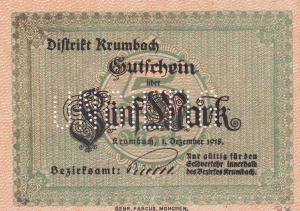 Distrikt Krumbach
Gutschein
über
Fünf Mark
Krumbach, 1. Dezember 1918.
Nur gültig für den
Geldverkehr innerhalb
des Bezirkes Krumbach.
Bezirksamt:
GEBR. PARCUS, MÜNCHEN.